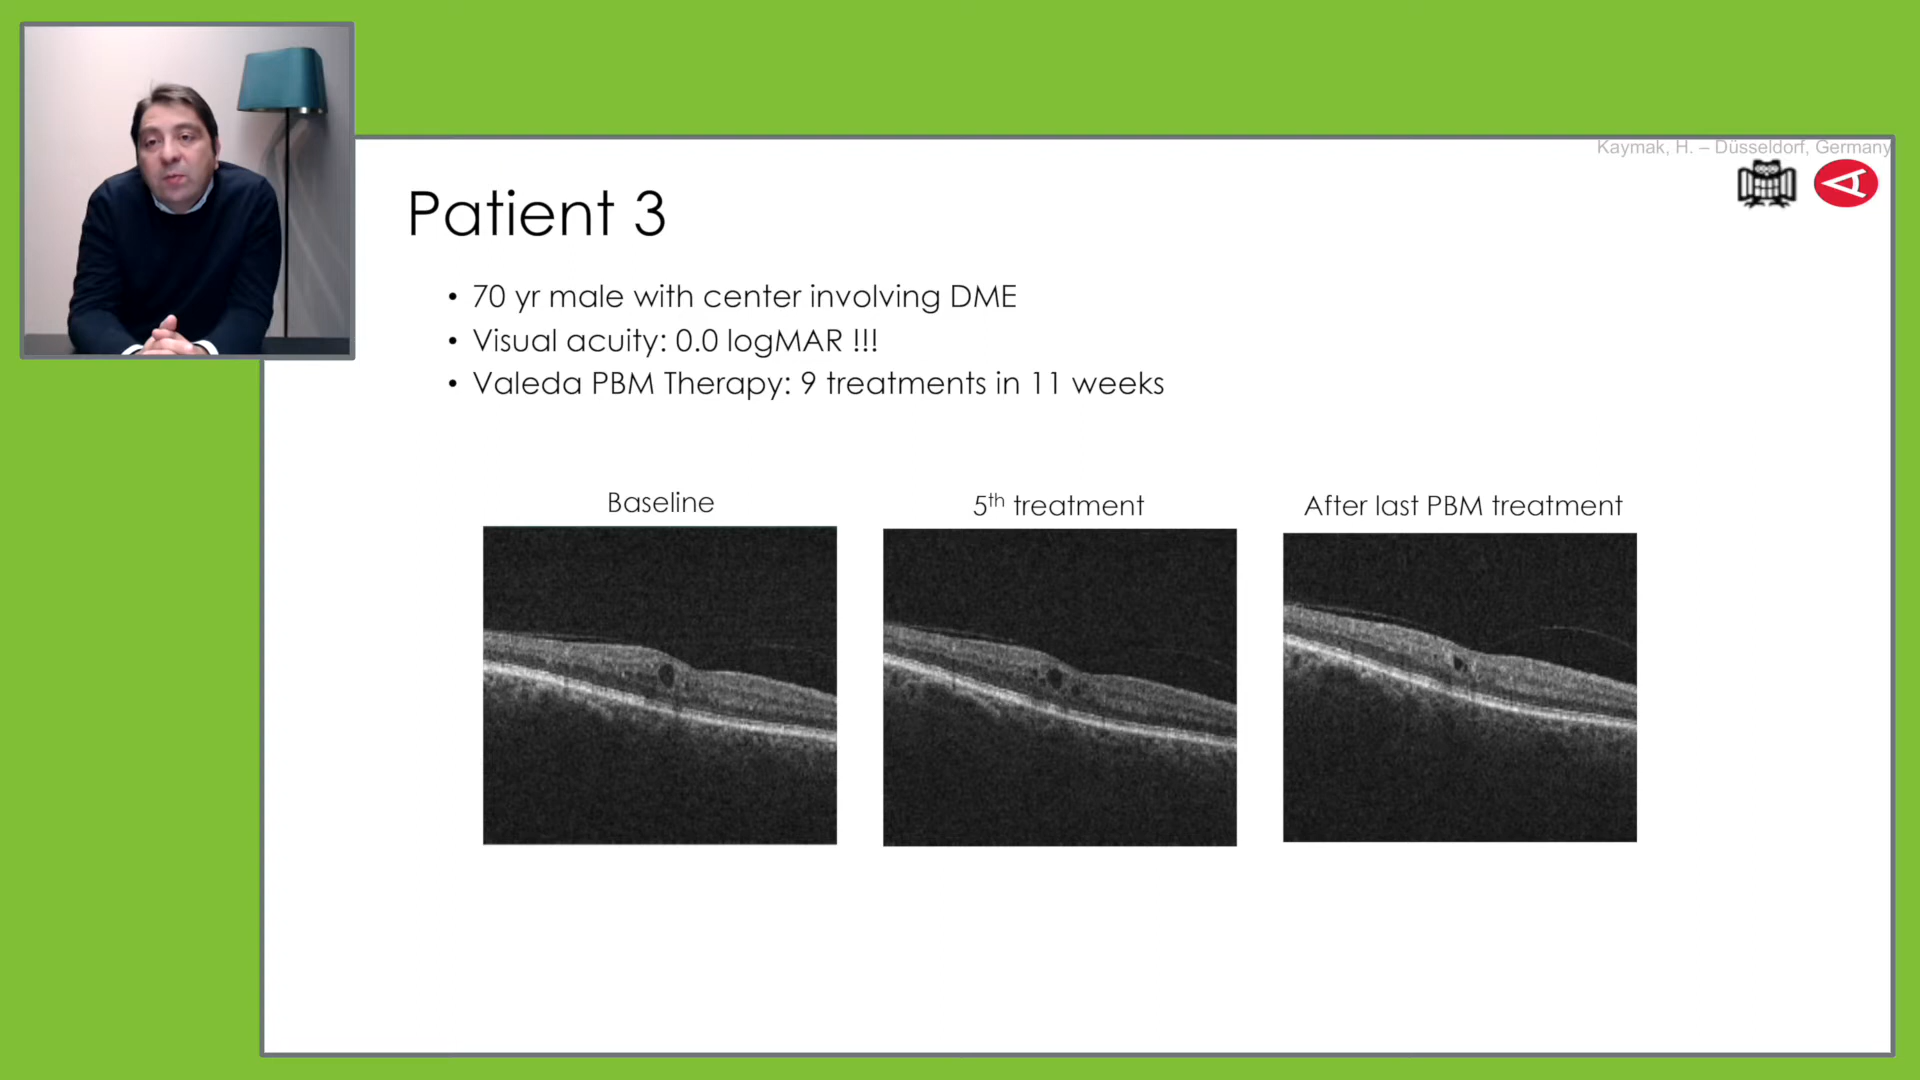 Kaymak, H. – Düsseldorf, Germany
Patient 3
• 70 yr male with center involving DME
• Visual acuity: 0.0 logMAR !!!
• Valeda PBM Therapy: 9 treatments in 11 weeks
Baseline
5th treatment
After last PBM treatment